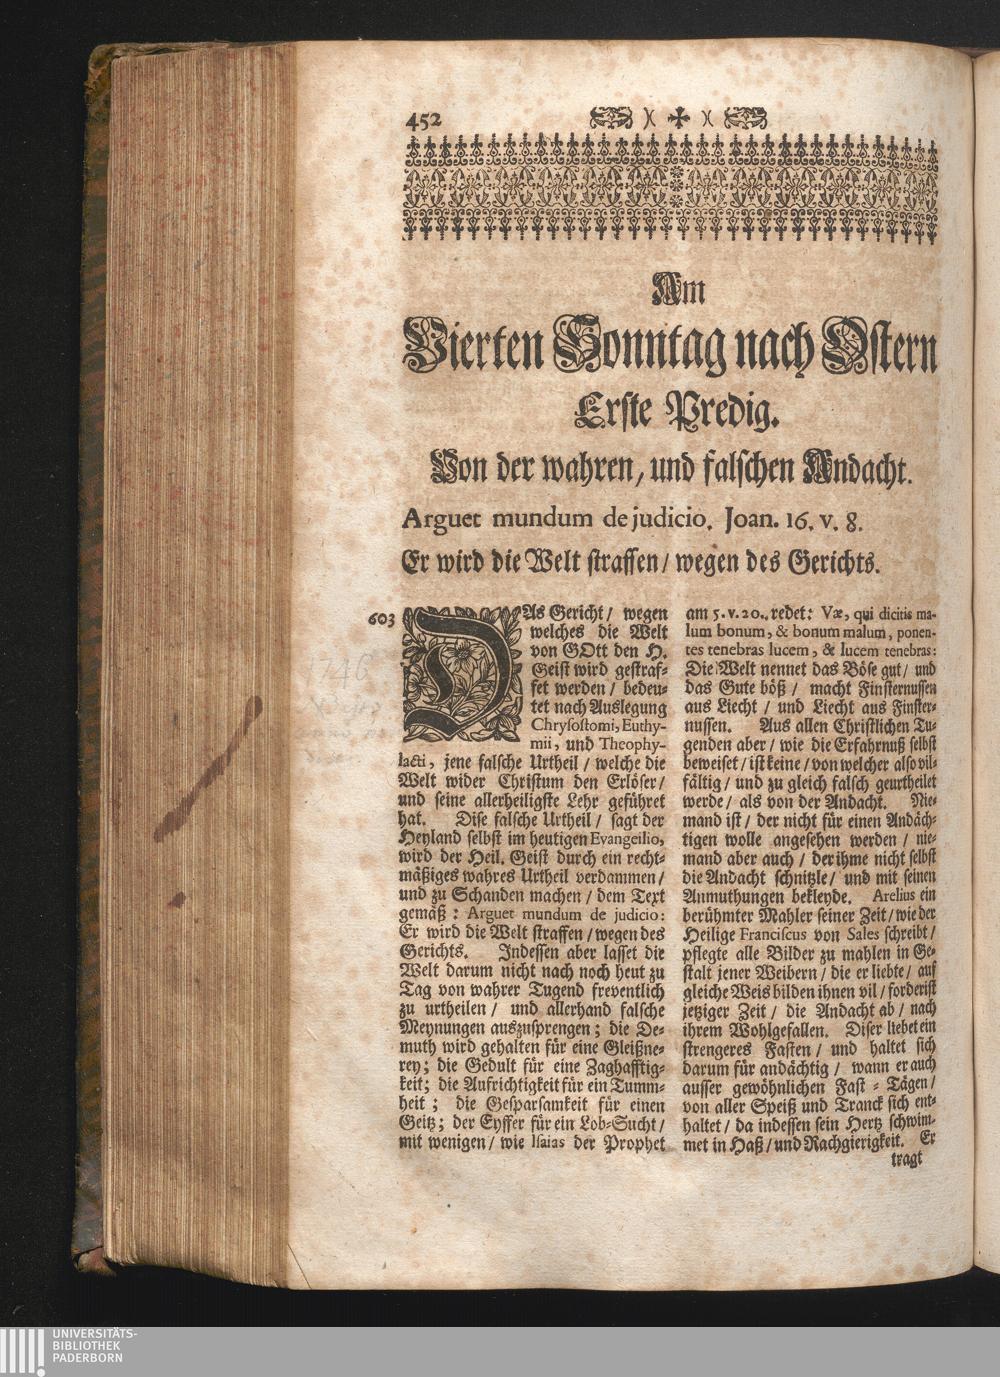 452
Am
Vierten Sonntag nach Ostern
Erste Predig.
Von der wahren, und falschen Andacht.
Arguet mundum de judicio. Joan. 16. v. 8.
Er wird die Welt straffen / wegen des Gerichts.
603
DAs Gericht / wegen
welches die Welt
von GOtt den H.
Geist wird gestraf-
fet werden / bedeu-
tet nach Auslegung
Chrysostomi, Euthy-
mii, und Theophy-
lacti, jene falsche Urtheil / welche die
Welt wider Christum den Erlöser /
und seine allerheiligste Lehr geführet
hat. Dise falsche Urtheil / sagt der
Heyland selbst im heutigen Evangelio,
wird der Heil. Geist durch ein recht-
mäßiges wahres Urtheil verdammen /
und zu Schanden machen / dem Text
gemäß: Arguet mundum de judicio:
Er wird die Welt straffen / wegen des
Gerichts. Indessen aber lasset die
Welt darum nicht nach noch heut zu
Tag von wahrer Tugend freventlich
zu urtheilen / und allerhand falsche
Meynungen auszusprengen; die De-
muth wird gehalten für eine Gleißne-
rey; die Gedult für eine Zaghafftig-
keit; die Aufrichtigkeit für ein Tumm-
heit; die Gesparsamkeit für einen
Geitz; der Eyffer für ein Lob-Sucht /
mit wenigen / wie Isaias der Prophet
am 5. v. 20. redet: Væ, qui dicitis ma-
lum bonum, & bonum malum, ponen-
tes tenebras lucem, & lucem tenebras:
Die Welt nennet das Böse gut / und
das Gute böß / macht Finsternussen
aus Liecht / und Liecht aus Finster-
nussen. Aus allen Christlichen Tu-
genden aber / wie die Erfahrnuß selbst
beweiset / ist keine / von welcher also vil-
fältig / und zu gleich falsch geurtheilet
werde / als von der Andacht. Nie-
mand ist / der nicht für einen Andäch-
tigen wolle angesehen werden / nie-
mand aber auch / der ihme nicht selbst
die Andacht schnitzle / und mit seinen
Anmuthungen bekleyde. Arelius ein
berühmter Mahler seiner Zeit / wie der
Heilige Franciscus von Sales schreibt /
pflegte alle Bilder zu mahlen in Ge-
stalt jener Weibern / die er liebte / auf
gleiche Weis bilden ihnen vil / forderist
jetziger Zeit / die Andacht ab / nach
ihrem Wohlgefallen. Diser liebet ein
strengeres Fasten / und haltet sich
darum für andächtig / wann er auch
ausser gewöhnlichen Fast-Tägen /
von aller Speiß und Tranck sich ent-
haltet / da indessen sein Hertz schwim-
met in Haß / und Rachgierigkeit. Er
tragt
1746
UNIVERSITÄTS-
BIBLIOTHEK
PADERBORN